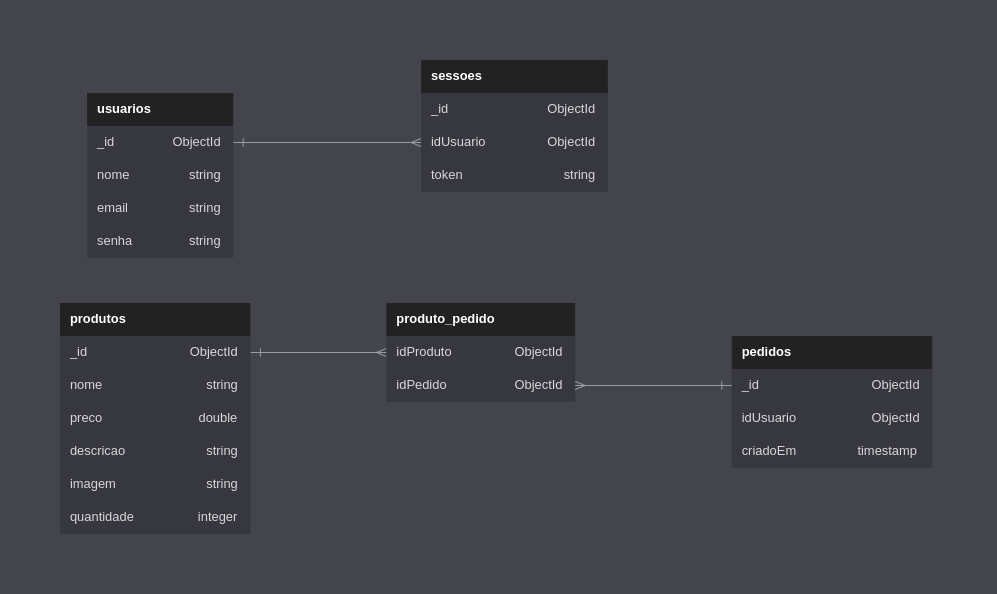 usuarios
_id ObjectId
nome string
email string
senha string
sessoes
_id ObjectId
idUsuario ObjectId
token string
produtos
_id ObjectId
nome string
preco double
descricao string
imagem string
quantidade integer
produto_pedido
idProduto ObjectId
idPedido ObjectId
pedidos
_id ObjectId
idUsuario ObjectId
criadoEm timestamp